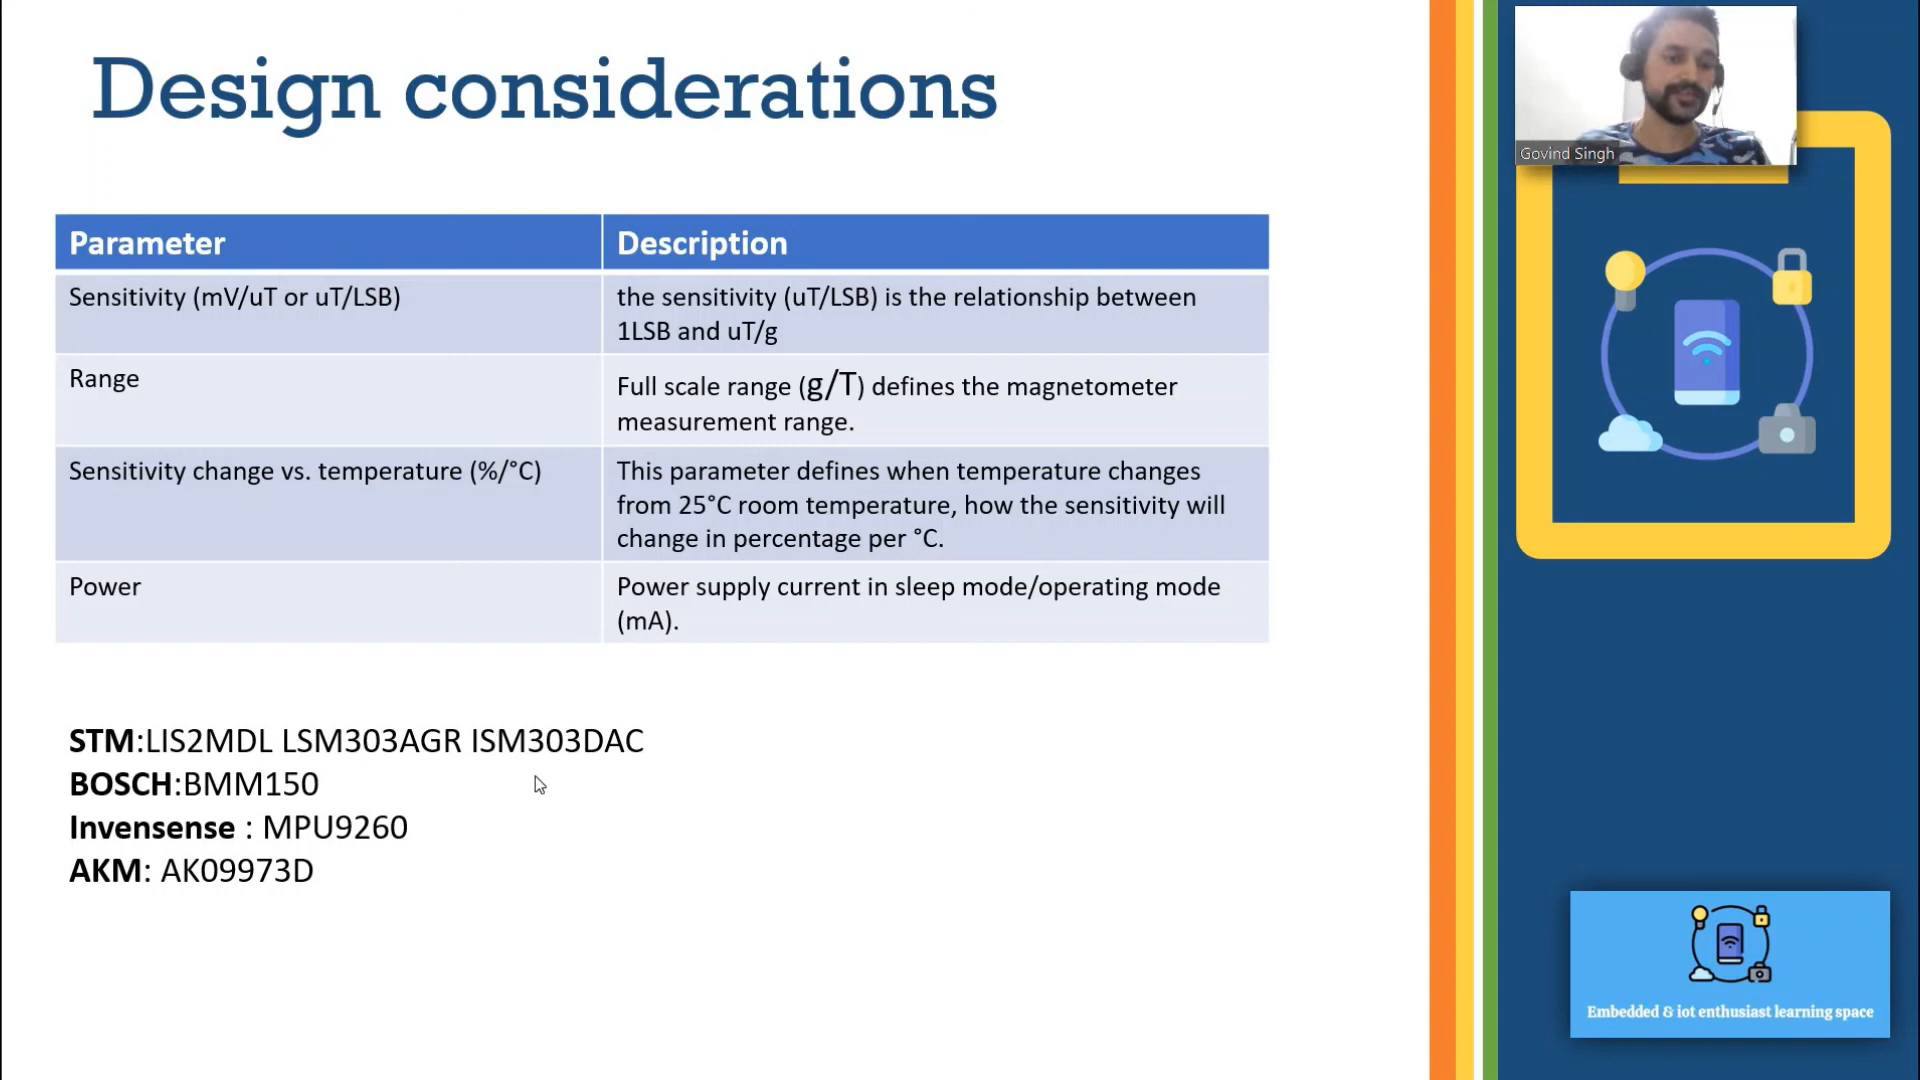 Design considerations
Govind Singh
Parameter
Description
Sensitivity (mV/uT or uT/LSB)
the sensitivity (uT/LSB) is the relationship between
1LSB and uT/g
Range
Full scale range (g/T) defines the magnetometer
measurement range.
Sensitivity change vs. temperature (%/°C)
This parameter defines when temperature changes
from 25°C room temperature, how the sensitivity will
change in percentage per °C.
Power
Power supply current in sleep mode/operating mode
(mA).
STM:LIS2MDL LSM303AGR ISM303DAC
BOSCH:BMM150
Invensense : MPU9260
AKM: AK09973D
Embedded & iot enthusiast learning space